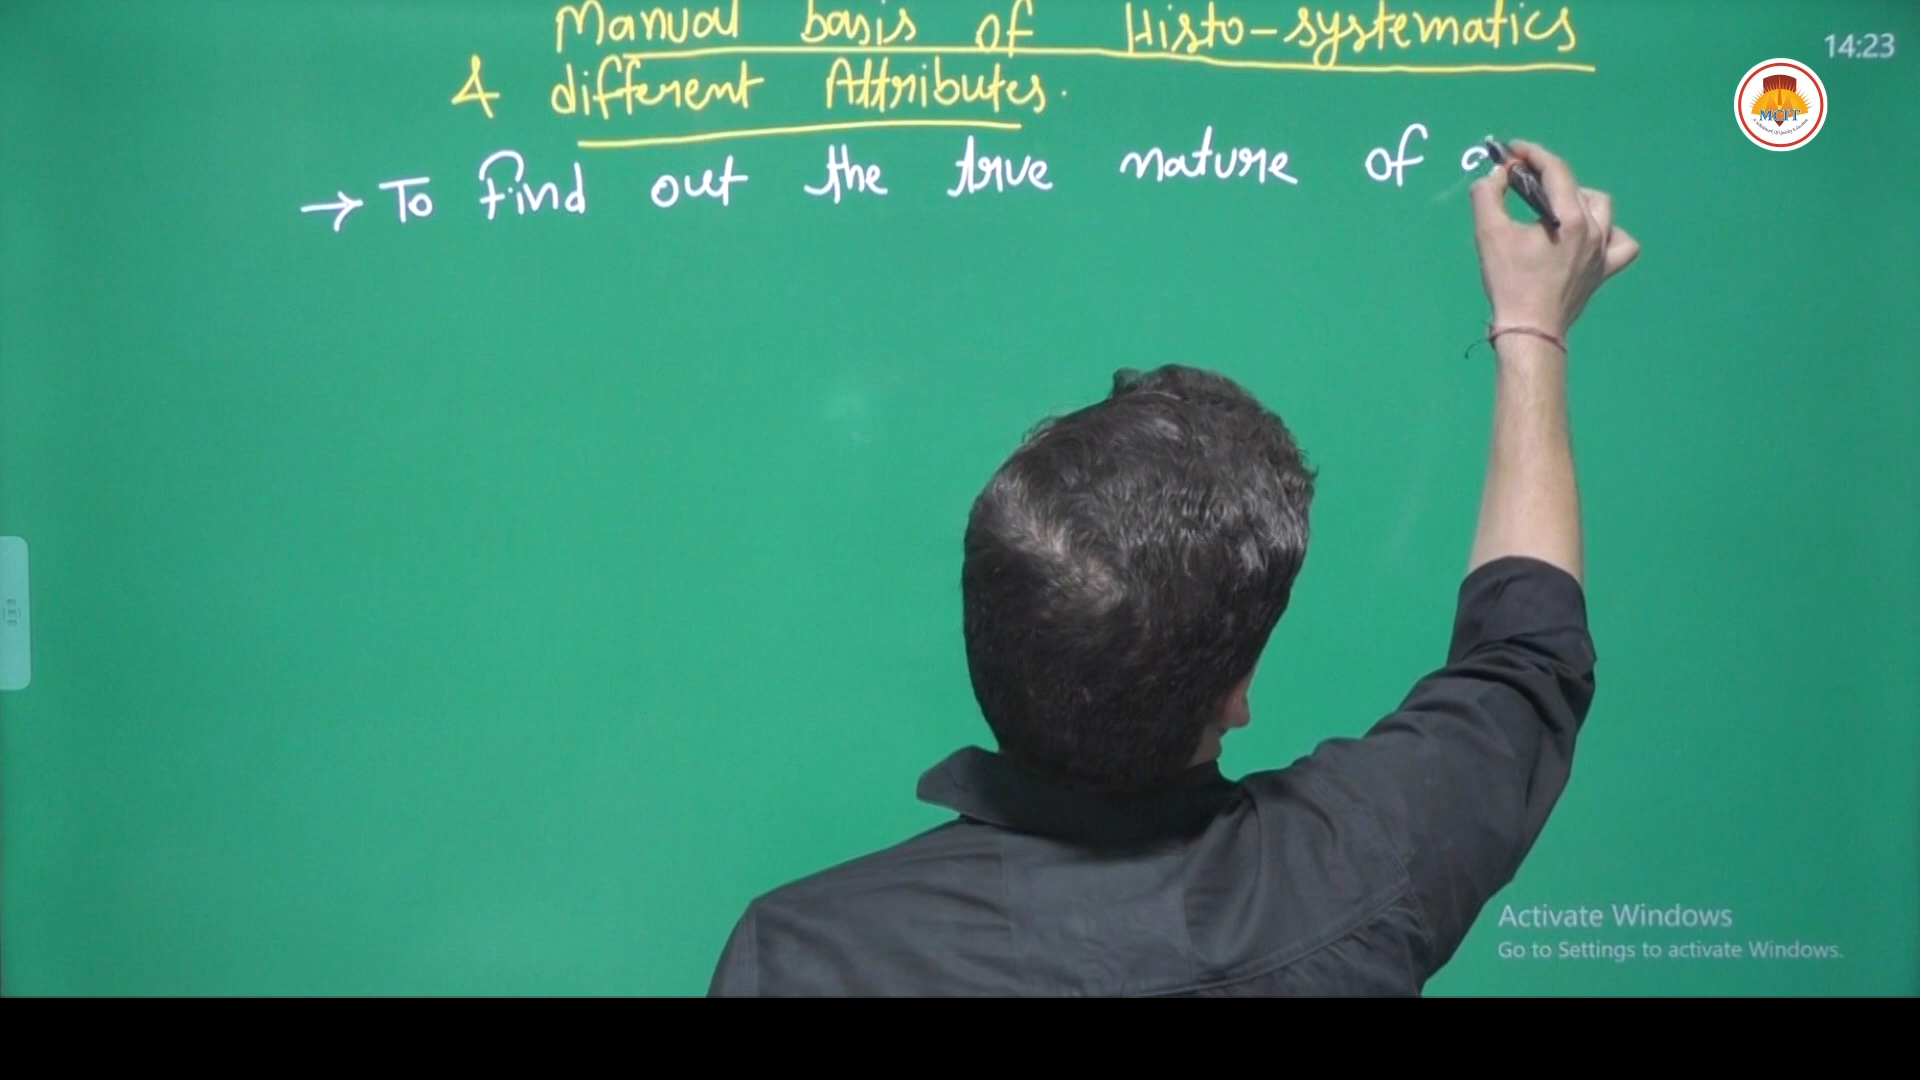 Manual basis of Histo-systematics
& different Attributes.
14:23
MCIT
→ To find out the true nature of
Activate Windows
Go to Settings to activate Windows.